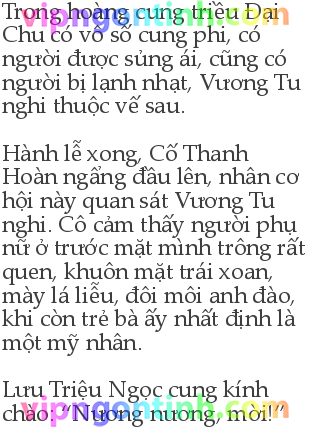 Trong hoàng cung triều Đại
Chu có vô số cung phi, có
người được sủng ái, cũng có
người bị lạnh nhạt, Vương Tu
nghi thuộc vế sau.
Hành lễ xong, Cố Thanh
Hoàn ngẩng đầu lên, nhân cơ
hội này quan sát Vương Tu
nghi. Cô cảm thấy người phụ
nữ ở trước mặt mình trông rất
quen, khuôn mặt trái xoan,
mày lá liễu, đôi môi anh đào,
khi còn trẻ bà ấy nhất định là
một mỹ nhân.
Lưu Triệu Ngọc cung kính
chào: “Nương nương, mời!”
vipngontinh.com
vipngontinh.com